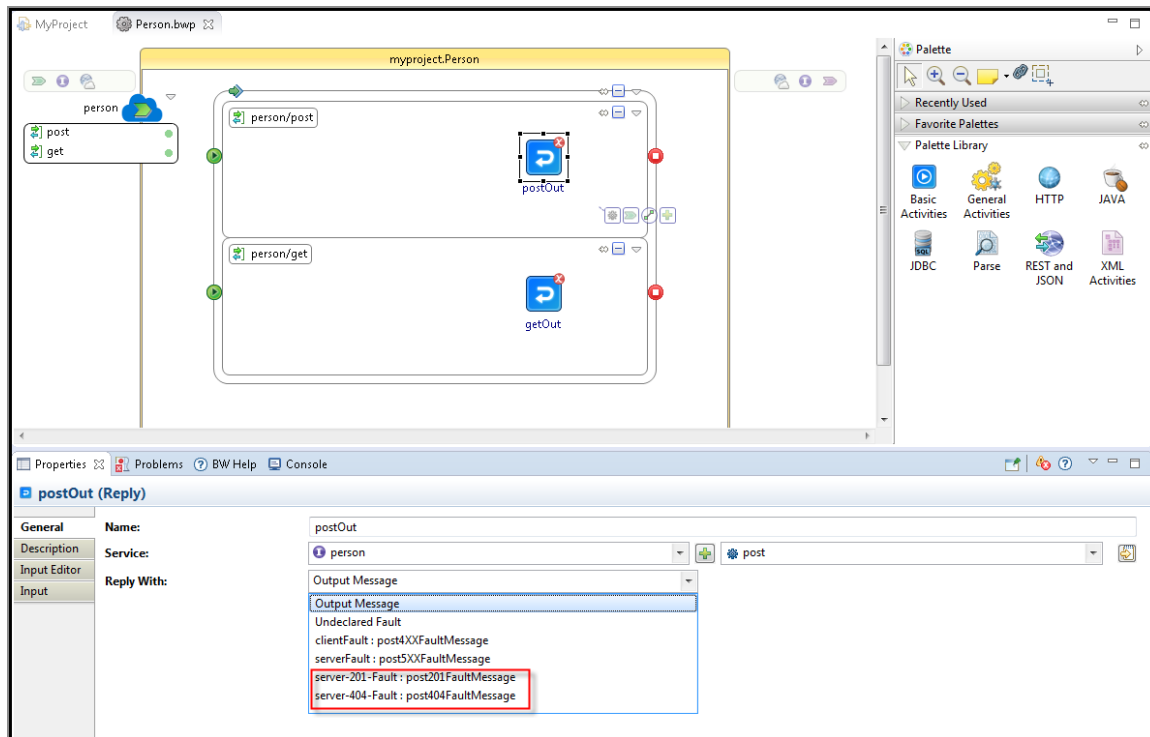 MyProject
Person.bwp
myproject.Person
person
post
get
person/post
postOut
person/get
getOut
Palette
Recently Used
Favorite Palettes
Palette Library
Basic Activities
General Activities
HTTP
JAVA
JDBC
Parse
REST and JSON
XML Activities
Properties
Problems
BW Help
Console
postOut (Reply)
General
Description
Input Editor
Input
Name:
postOut
Service:
person
post
Reply With:
Output Message
Output Message
Undeclared Fault
clientFault : post4XXFaultMessage
serverFault : post5XXFaultMessage
server-201-Fault : post201FaultMessage
server-404-Fault : post404FaultMessage